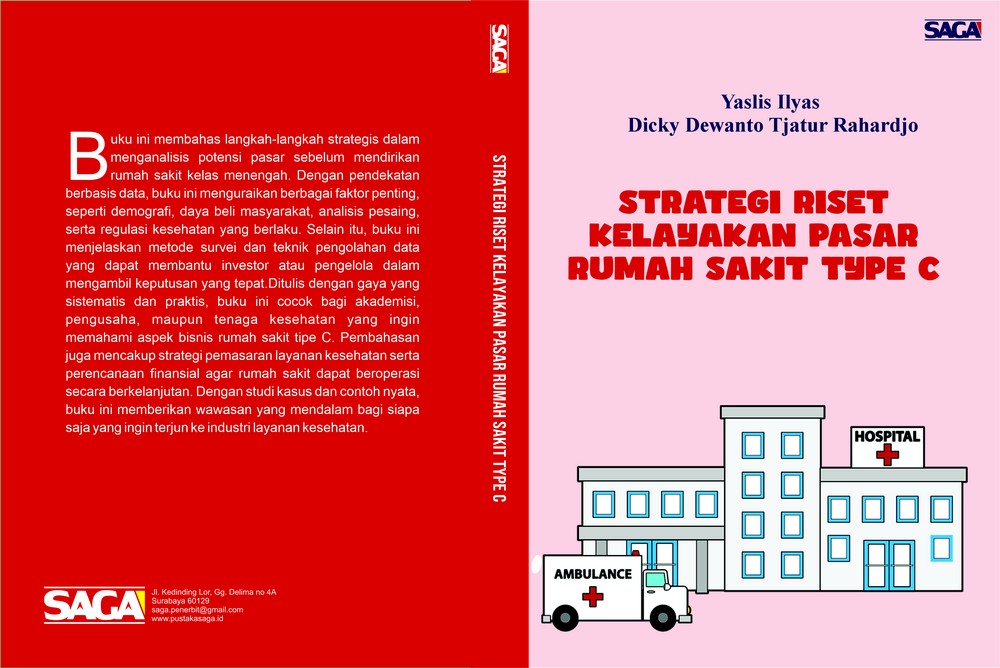 Buku ini membahas langkah-langkah strategis dalam
menganalisis potensi pasar sebelum mendirikan
rumah sakit kelas menengah. Dengan pendekatan
berbasis data, buku ini menguraikan berbagai faktor penting,
seperti demografi, daya beli masyarakat, analisis pesaing,
serta regulasi kesehatan yang berlaku. Selain itu, buku ini
menjelaskan metode survei dan teknik pengolahan data
yang dapat membantu investor atau pengelola dalam
mengambil keputusan yang tepat.Ditulis dengan gaya yang
sistematis dan praktis, buku ini cocok bagi akademisi,
pengusaha, maupun tenaga kesehatan yang ingin
memahami aspek bisnis rumah sakit tipe C. Pembahasan
juga mencakup strategi pemasaran layanan kesehatan serta
perencanaan finansial agar rumah sakit dapat beroperasi
secara berkelanjutan. Dengan studi kasus dan contoh nyata,
buku ini memberikan wawasan yang mendalam bagi siapa
saja yang ingin terjun ke industri layanan kesehatan.
SAGA
Jl. Kedinding Lor, Gg. Delima no 4A
Surabaya 60129
saga.penerbit@gmail.com
www.pustakasaga.id
SAGA
STRATEGI RISET KELAYAKAN PASAR RUMAH SAKIT TYPE C
SAGA
Yaslis Ilyas
Dicky Dewanto Tjatur Rahardjo
STRATEGI RISET
KELAYAKAN PASAR
RUMAH SAKIT TYPE C
HOSPITAL
AMBULANCE